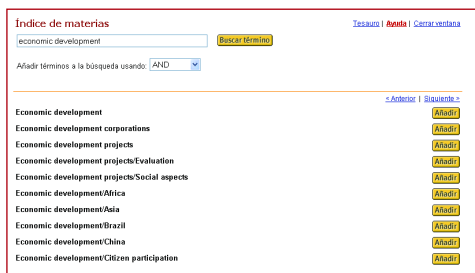 Índice de materias
Tesauro | Ayuda | Cerrar ventana
economic development
Buscar término
Añadir términos a la búsqueda usando: AND
< Anterior | Siguiente >
Economic development Añadir
Economic development corporations Añadir
Economic development projects Añadir
Economic development projects/Evaluation Añadir
Economic development projects/Social aspects Añadir
Economic development/Africa Añadir
Economic development/Asia Añadir
Economic development/Brazil Añadir
Economic development/China Añadir
Economic development/Citizen participation Añadir